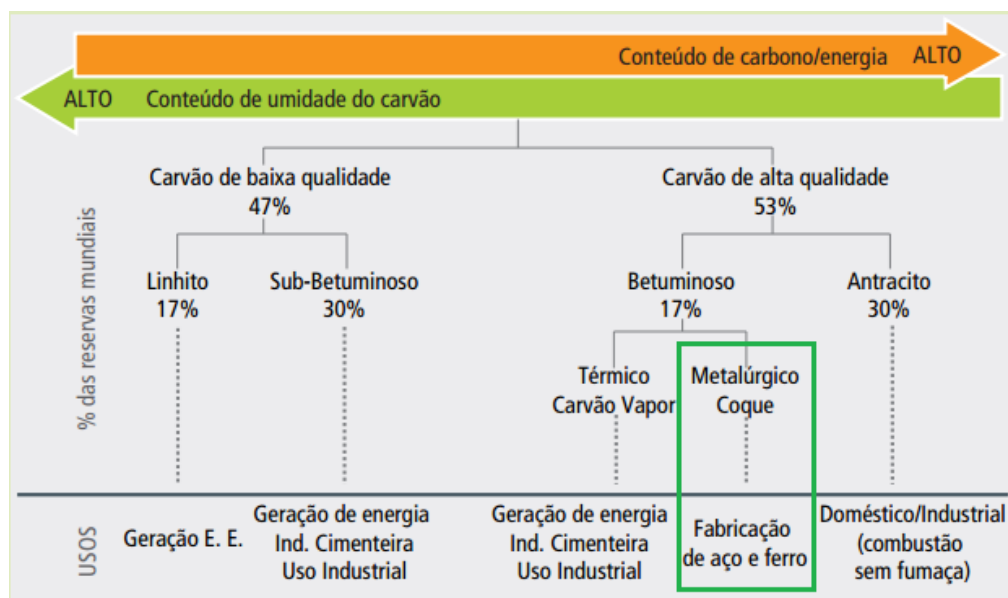 Conteúdo de carbono/energia ALTO
ALTO Conteúdo de umidade do carvão
% das reservas mundiais
Carvão de baixa qualidade
47%
Carvão de alta qualidade
53%
Linhito
17%
Sub-Betuminoso
30%
Betuminoso
17%
Antracito
30%
Térmico
Carvão Vapor
Metalúrgico
Coque
USOS
Geração E. E.
Geração de energia
Ind. Cimenteira
Uso Industrial
Geração de energia
Ind. Cimenteira
Uso Industrial
Fabricação
de aço e ferro
Doméstico/Industrial
(combustão
sem fumaça)